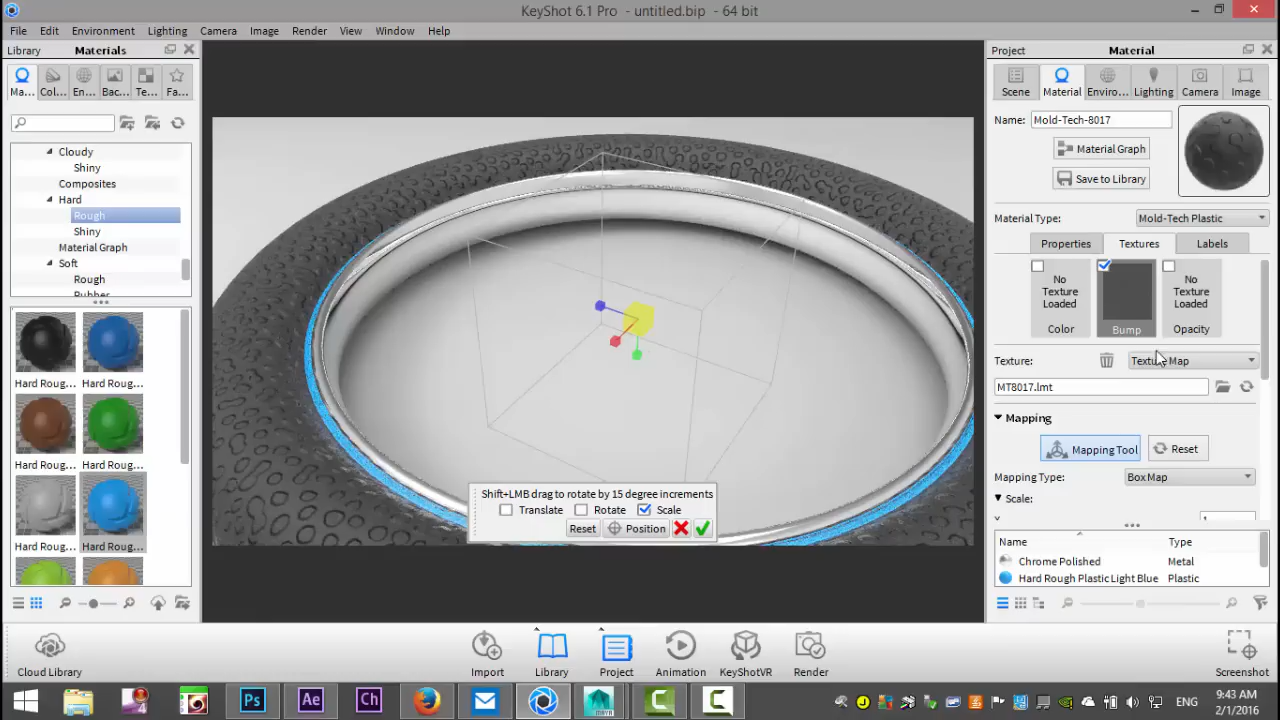 KeyShot 6.1 Pro - untitled.bip - 64 bit
File Edit Environment Lighting Camera Image Render View Window Help
Library Materials
Project Material
Ma... Col... En... Bac... Te... Fa...
Scene Material Enviro... Lighting Camera Image
Name: Mold-Tech-8017
Material Graph
Save to Library
Cloudy
Shiny
Composites
Hard
Rough
Shiny
Material Graph
Soft
Rough
Rubber
Material Type: Mold-Tech Plastic
Properties Textures Labels
No Texture Loaded
Color
Bump
No Texture Loaded
Opacity
Texture: Texture Map
MT8017.lmt
Mapping
Mapping Tool Reset
Mapping Type: Box Map
Scale:
Hard Roug...
Hard Roug...
Hard Roug...
Hard Roug...
Hard Roug...
Hard Roug...
Shift+LMB drag to rotate by 15 degree increments
Translate Rotate Scale
Reset Position
Name Type
Chrome Polished Metal
Hard Rough Plastic Light Blue Plastic
Cloud Library
Import Library Project Animation KeyShotVR Render
Screenshot
Ps Ae Ch
ENG
9:43 AM
2/1/2016